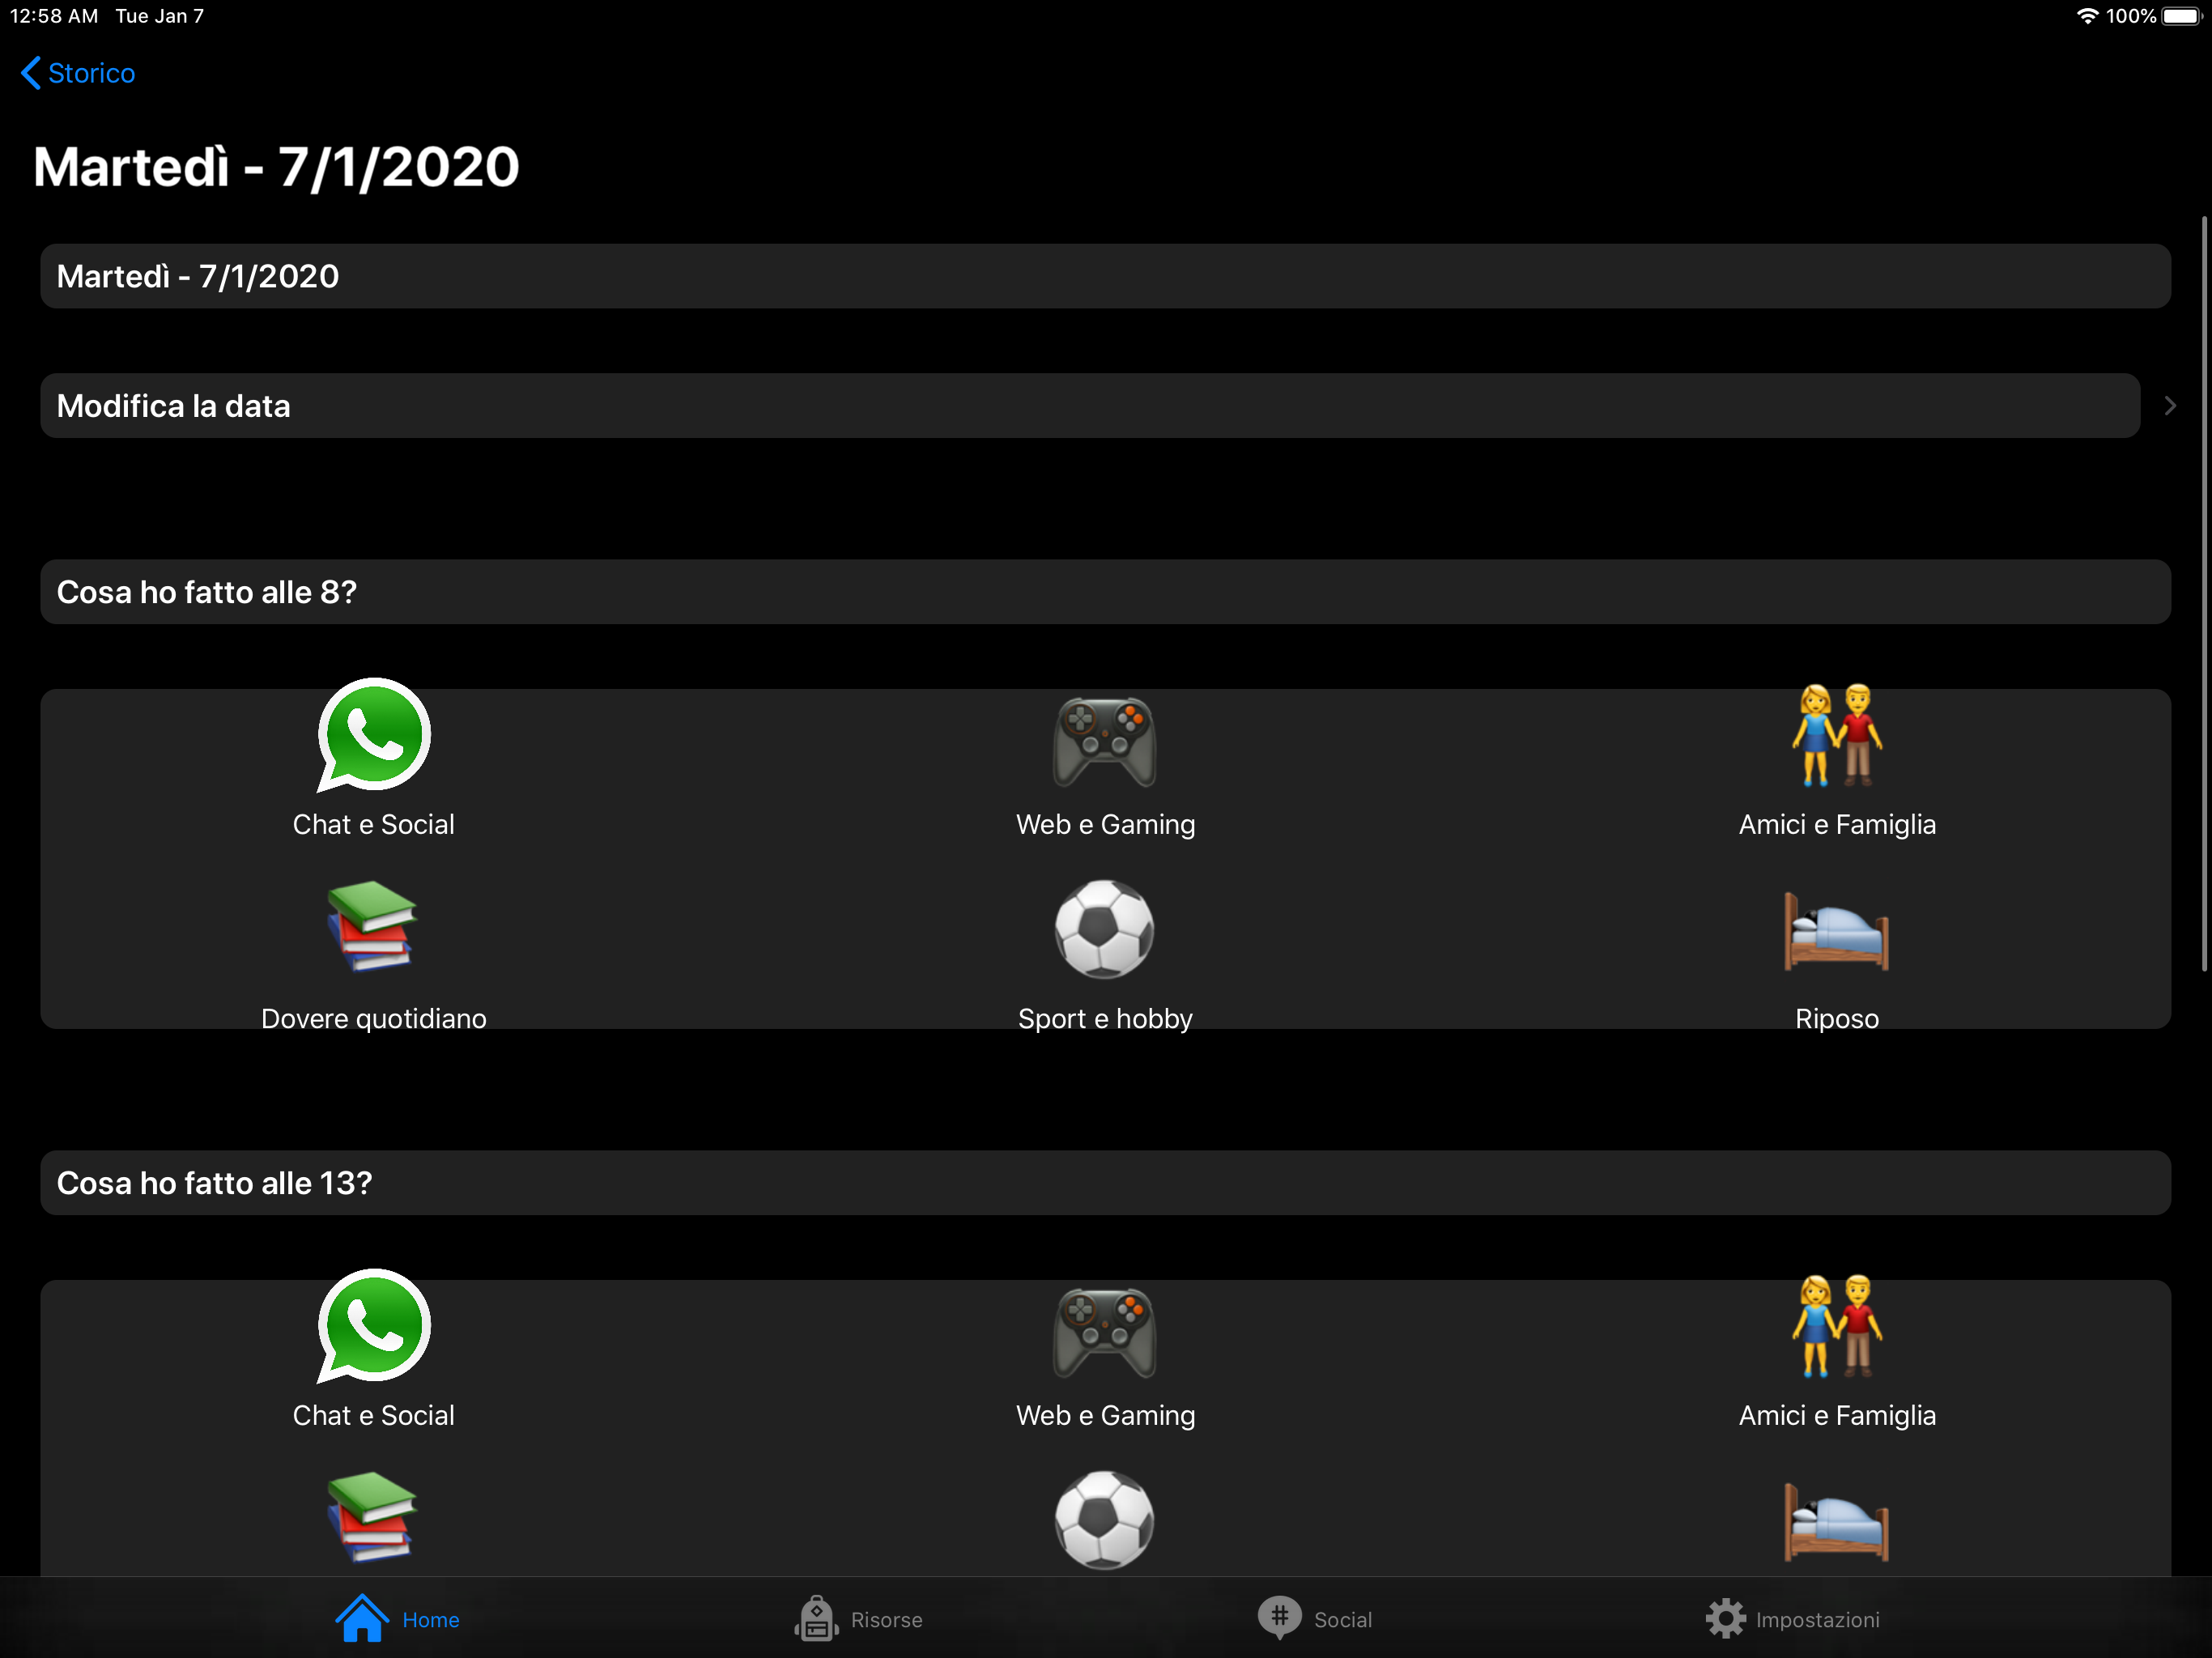 12:58 AM Tue Jan 7 100%
Storico
Martedì - 7/1/2020
Martedì - 7/1/2020
Modifica la data
Cosa ho fatto alle 8?
Chat e Social Web e Gaming Amici e Famiglia
Dovere quotidiano Sport e hobby Riposo
Cosa ho fatto alle 13?
Chat e Social Web e Gaming Amici e Famiglia
Home Risorse # Social Impostazioni